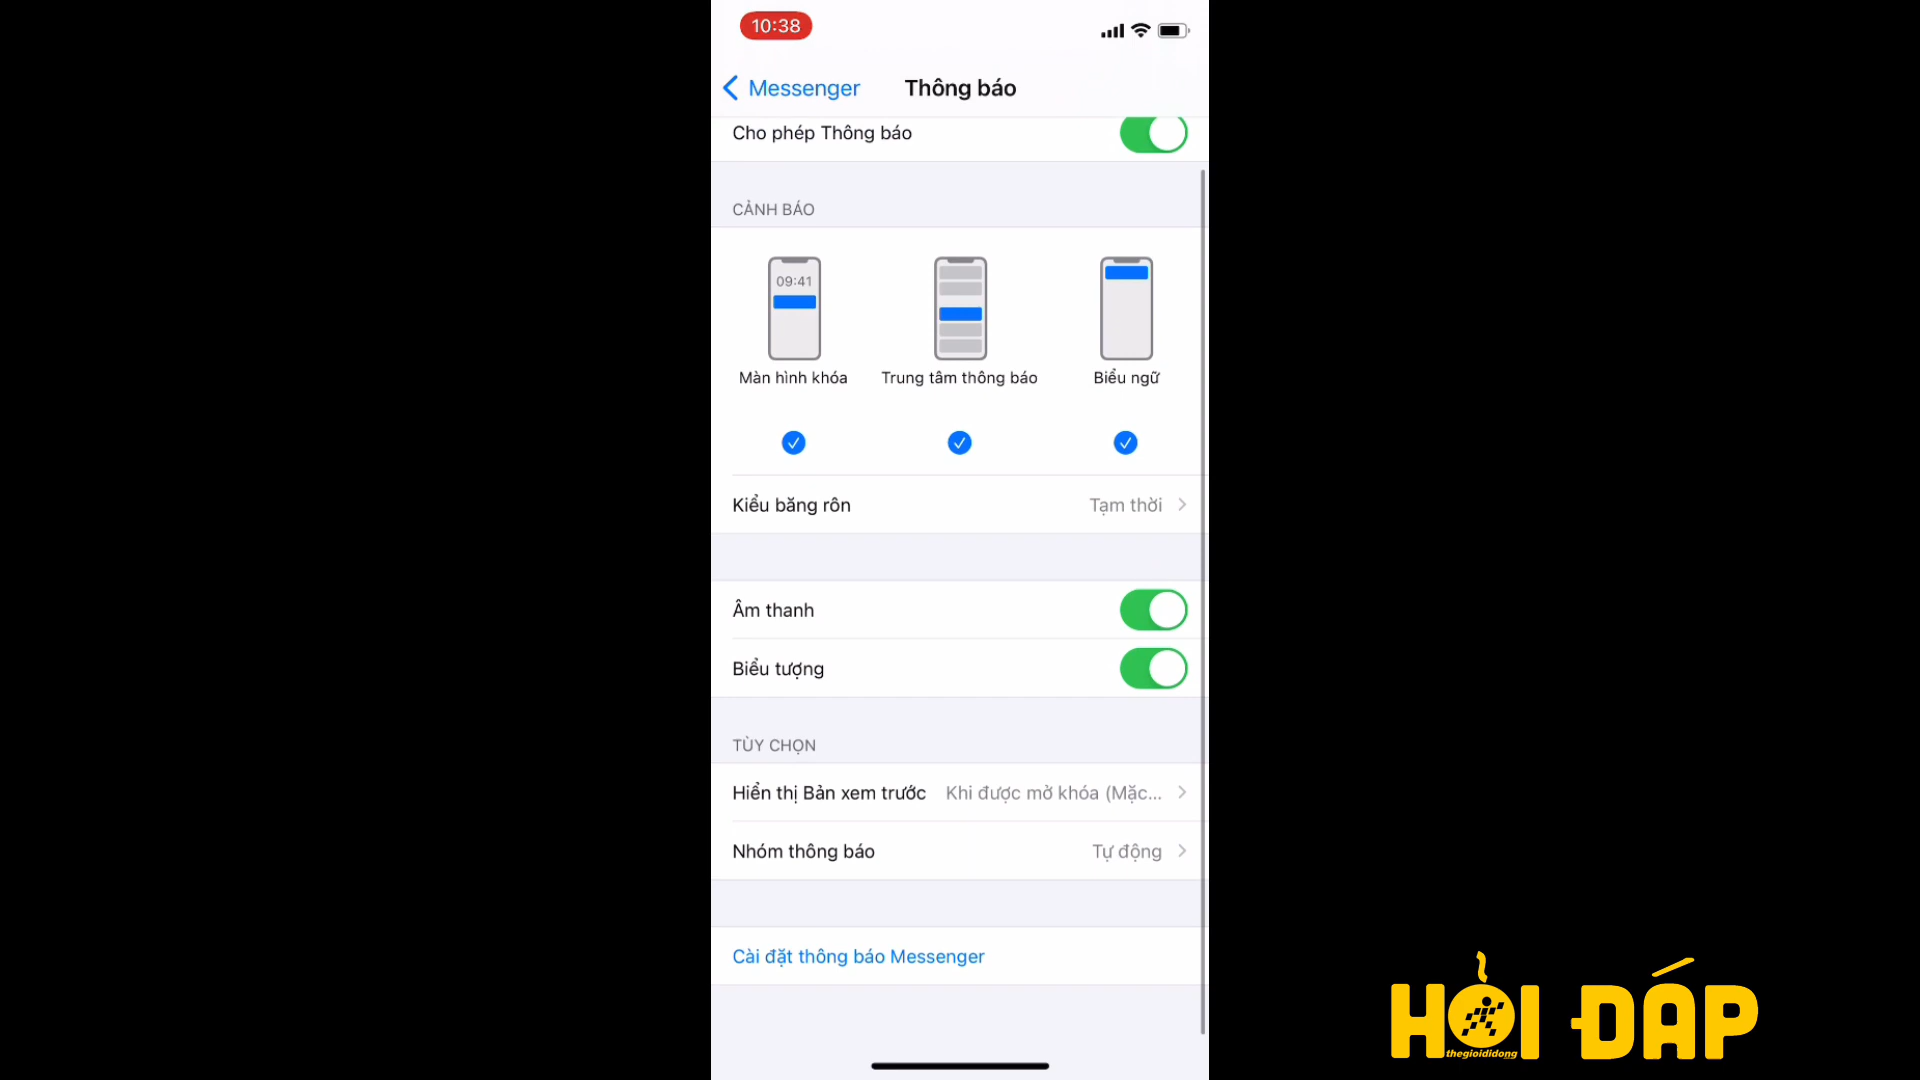 10:38
Messenger
Thông báo
Cho phép Thông báo
CẢNH BÁO
09:41
Màn hình khóa
Trung tâm thông báo
Biểu ngữ
Kiểu băng rôn
Tạm thời
Âm thanh
Biểu tượng
TÙY CHỌN
Hiển thị Bản xem trước
Khi được mở khóa (Mặc...
Nhóm thông báo
Tự động
Cài đặt thông báo Messenger
HỎI ĐÁP
thegioididong